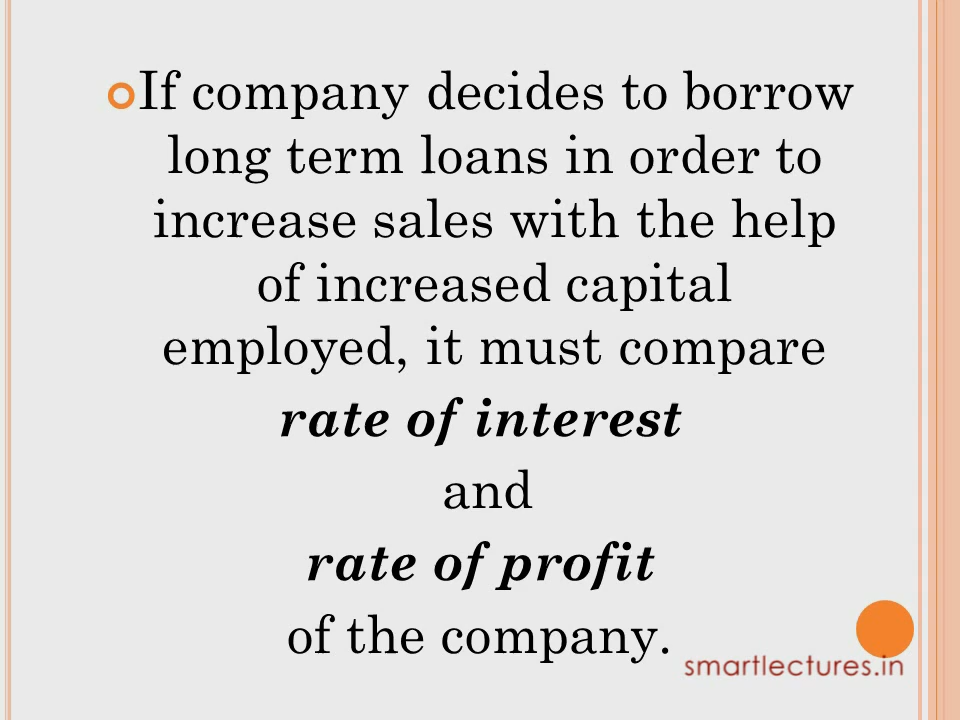 If company decides to borrow
long term loans in order to
increase sales with the help
of increased capital
employed, it must compare
rate of interest
and
rate of profit
of the company.
smartlectures.in